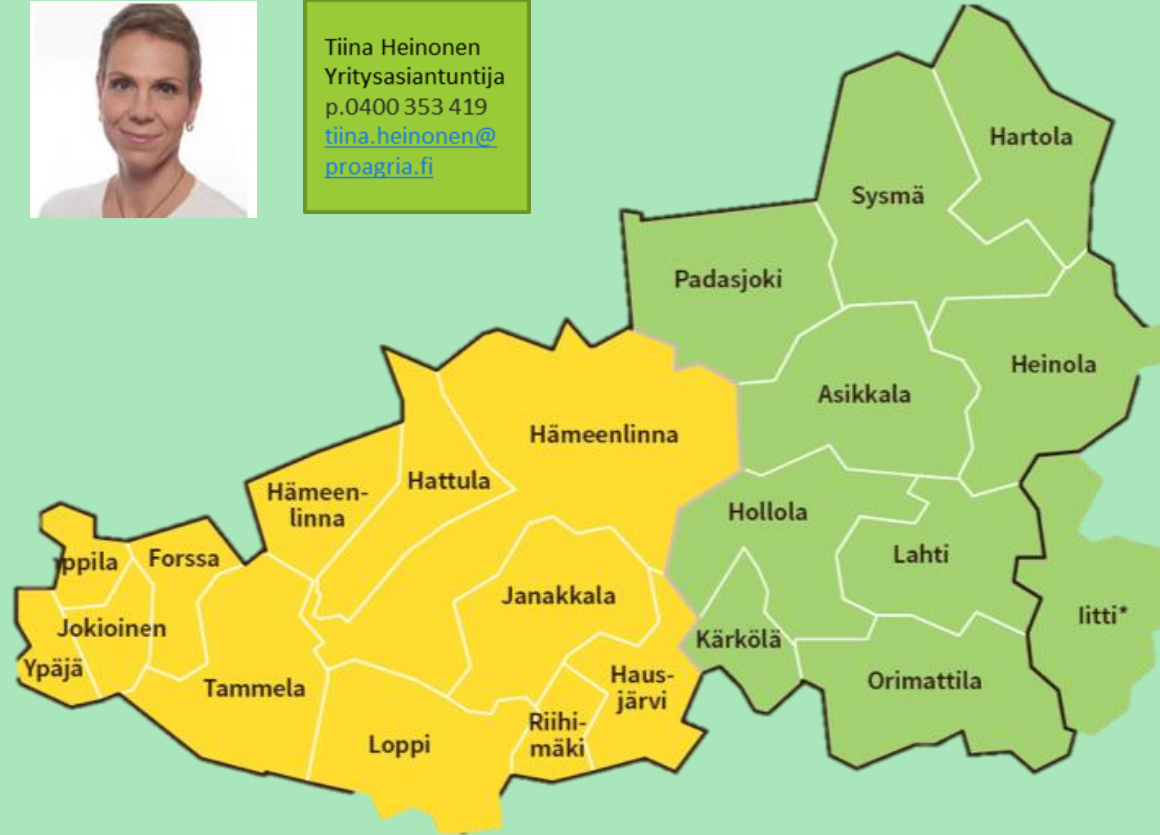 Tiina Heinonen
Yritysasiantuntija
p.0400 353 419
tiina.heinonen@
proagria.fi
Hartola
Sysmä
Padasjoki
Heinola
Asikkala
Hämeenlinna
Hattula
Hämeen-
linna
Hollola
Lahti
ppila
Forssa
Janakkala
Iitti*
Jokioinen
Kärkölä
Ypäjä
Tammela
Haus-
järvi
Orimattila
Loppi
Riihi-
mäki